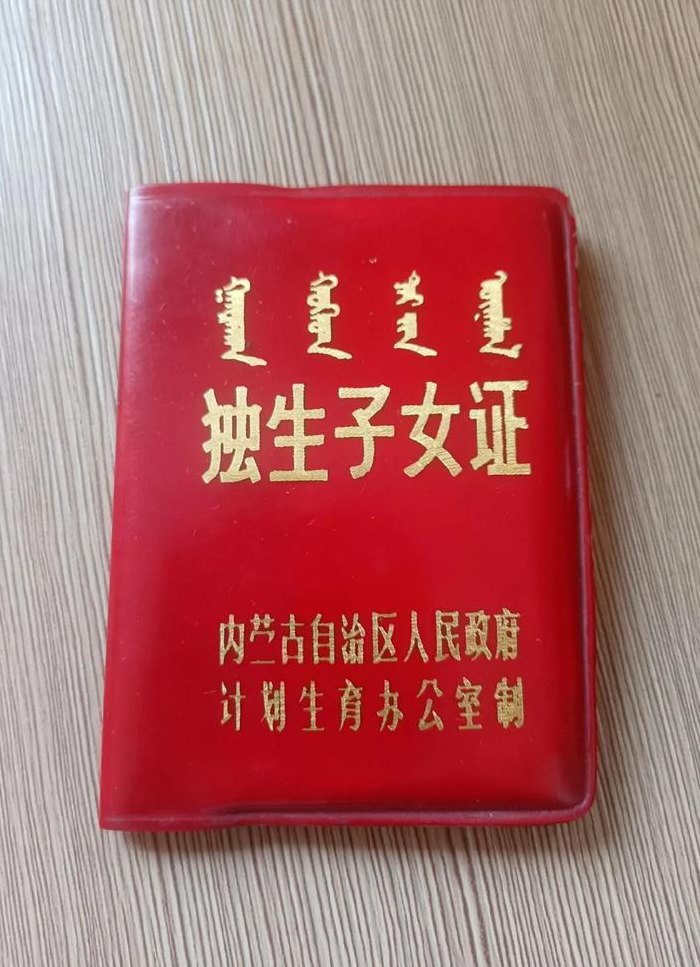 独生子女证
内蒙古自治区人民政府
计划生育办公室制